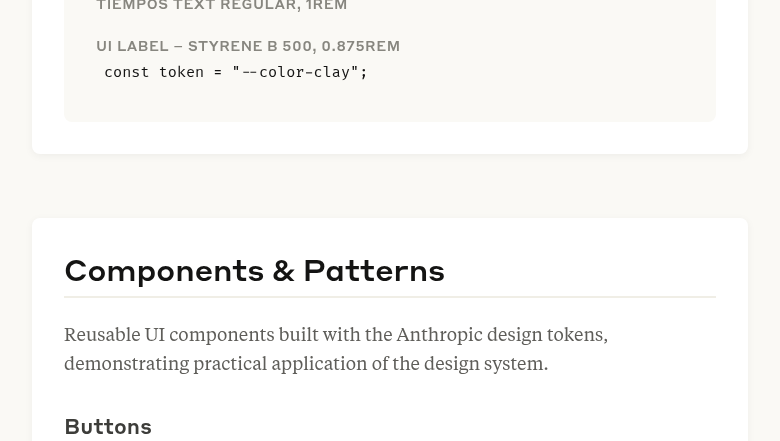 TIEMPOS TEXT REGULAR, 1REM
UI LABEL – STYRENE B 500, 0.875REM
const token = "--color-clay";
Components & Patterns
Reusable UI components built with the Anthropic design tokens,
demonstrating practical application of the design system.
Buttons